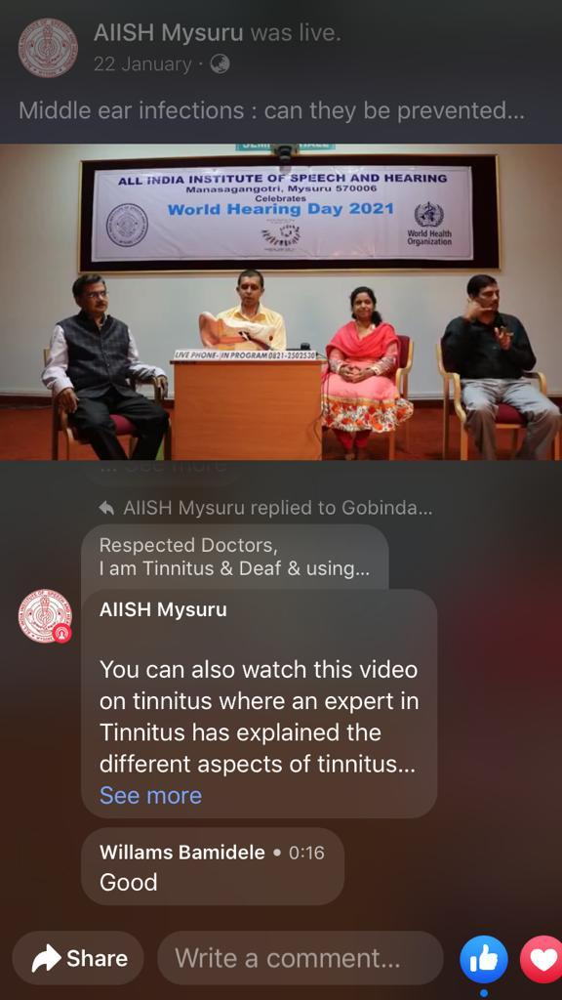 AIISH Mysuru was live.
22 January ·
Middle ear infections : can they be prevented...
ALL INDIA INSTITUTE OF SPEECH AND HEARING
Manasagangotri, Mysuru 570006
Celebrates
World Hearing Day 2021
World Health
Organization
LIVE PHONE- IN PROGRAM 0821-2502530
... See more
AIISH Mysuru replied to Gobinda...
Respected Doctors,
I am Tinnitus & Deaf & using...
AIISH Mysuru
You can also watch this video
on tinnitus where an expert in
Tinnitus has explained the
different aspects of tinnitus...
See more
Willams Bamidele • 0:16
Good
Share
Write a comment...